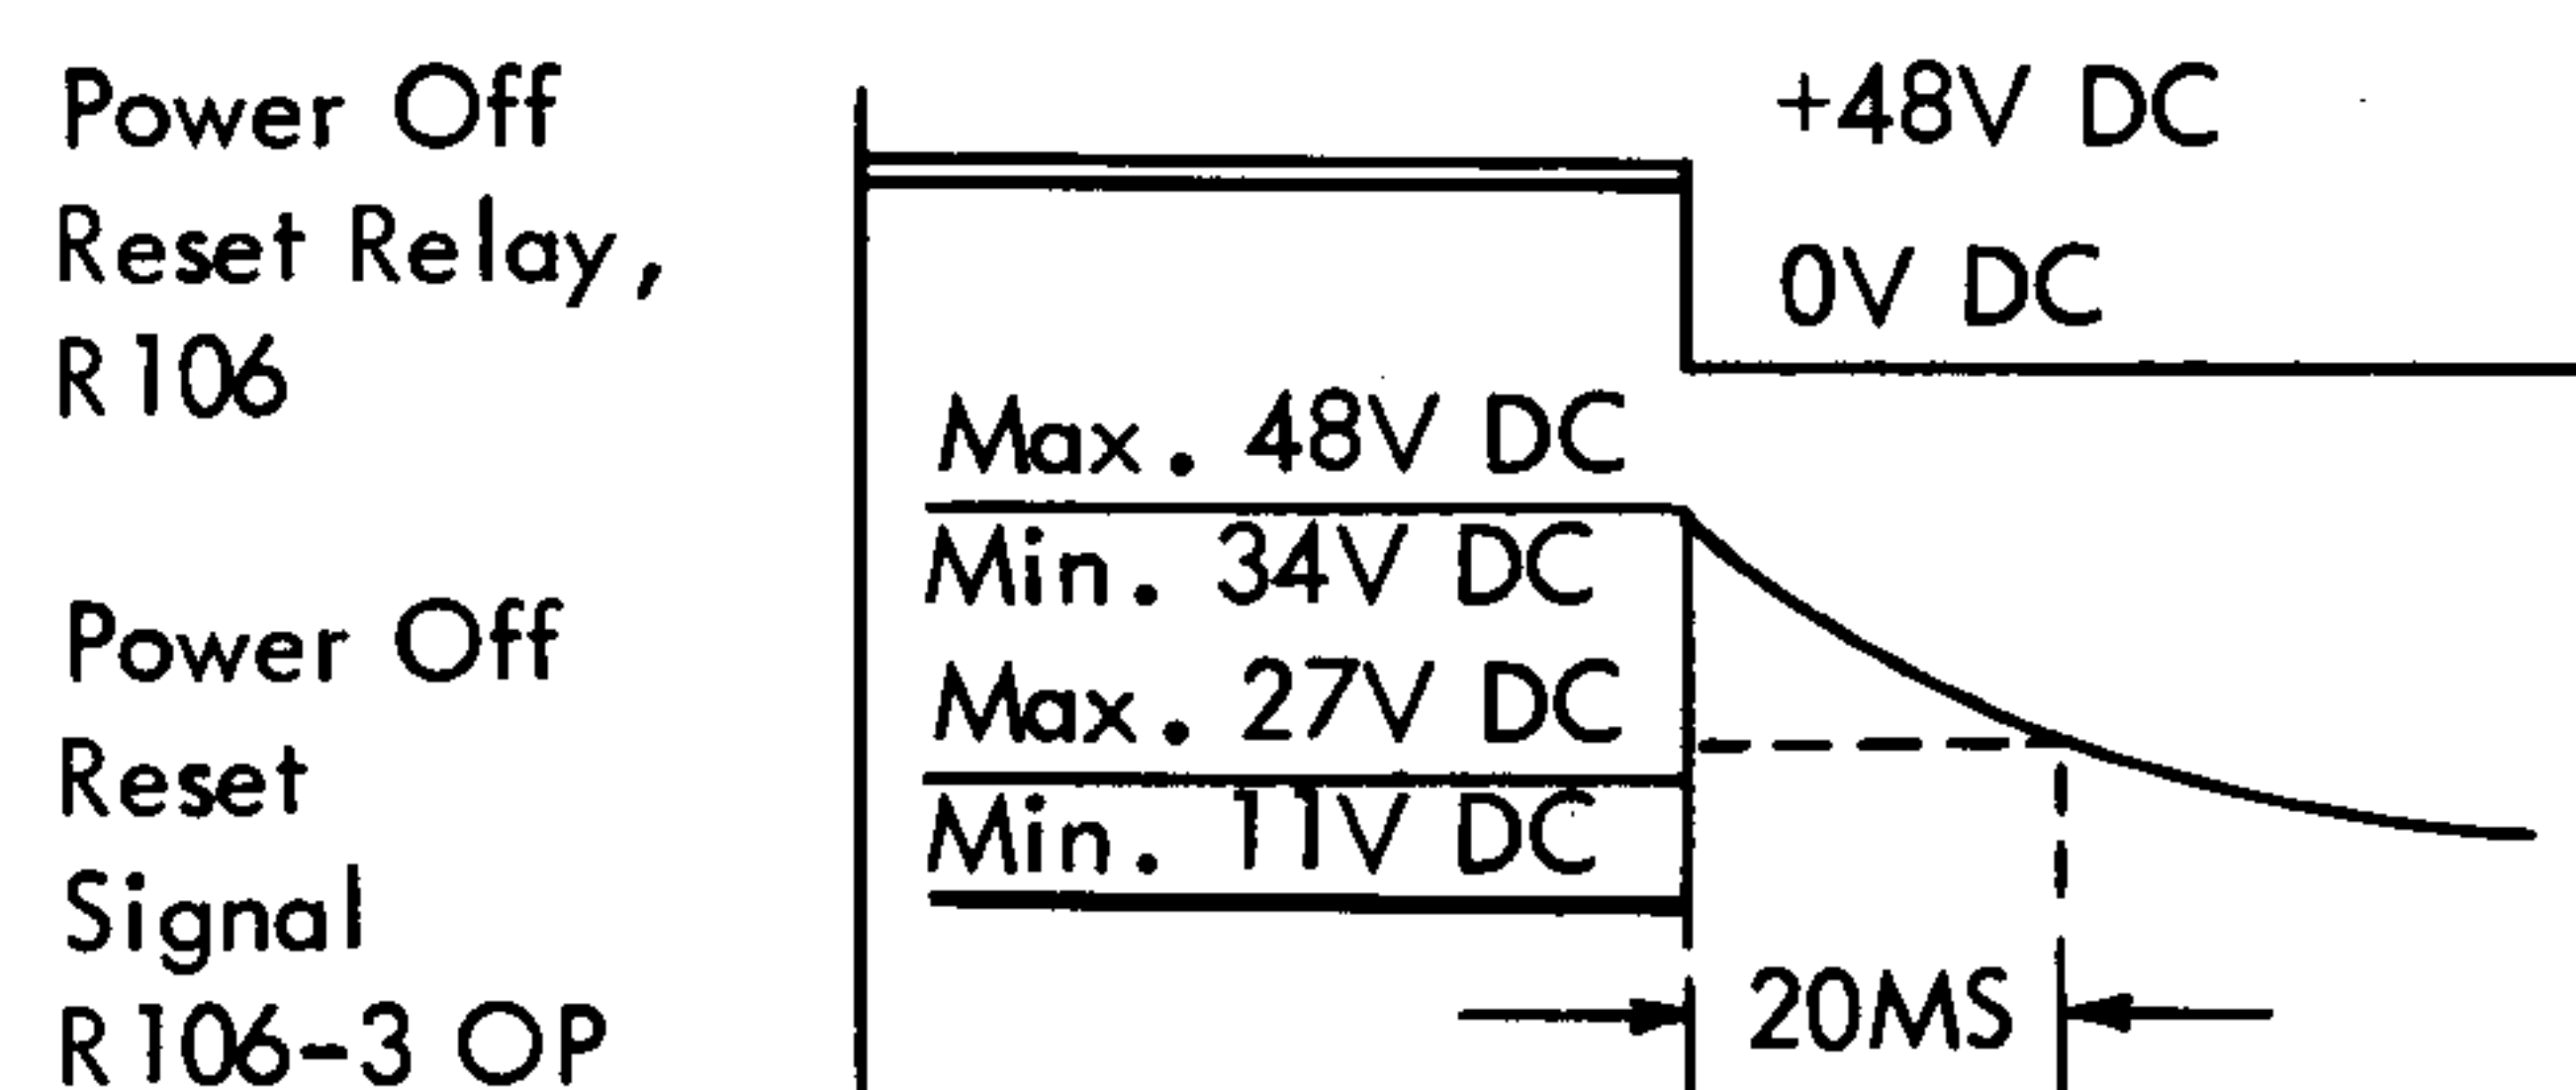 Power Off
Reset Relay,
R106
+48V DC
0V DC
Max. 48V DC
Min. 34V DC
Max. 27V DC
Min. 11V DC
Power Off
Reset
Signal
R106-3 OP
20MS